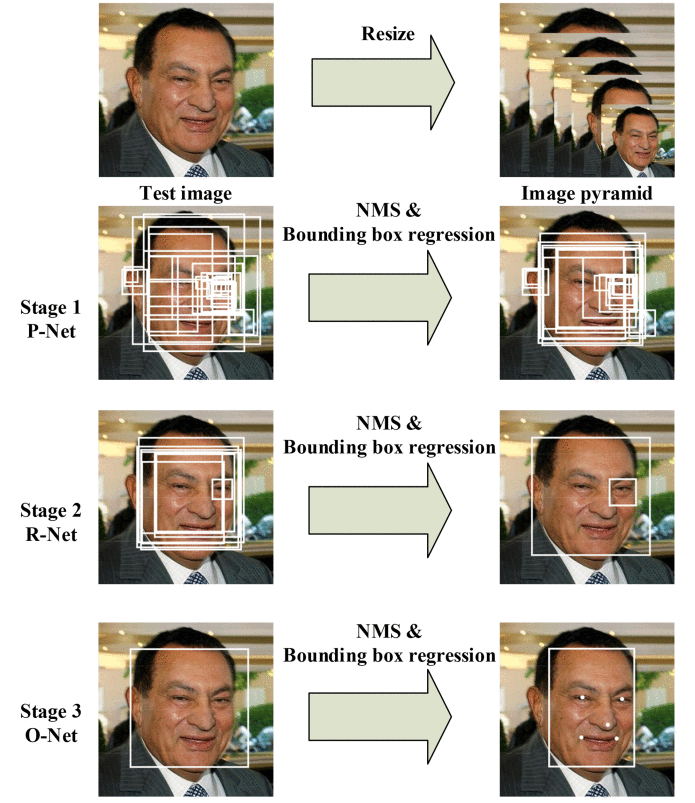 Resize
Test image
Image pyramid
NMS &
Bounding box regression
Stage 1
P-Net
NMS &
Bounding box regression
Stage 2
R-Net
NMS &
Bounding box regression
Stage 3
O-Net